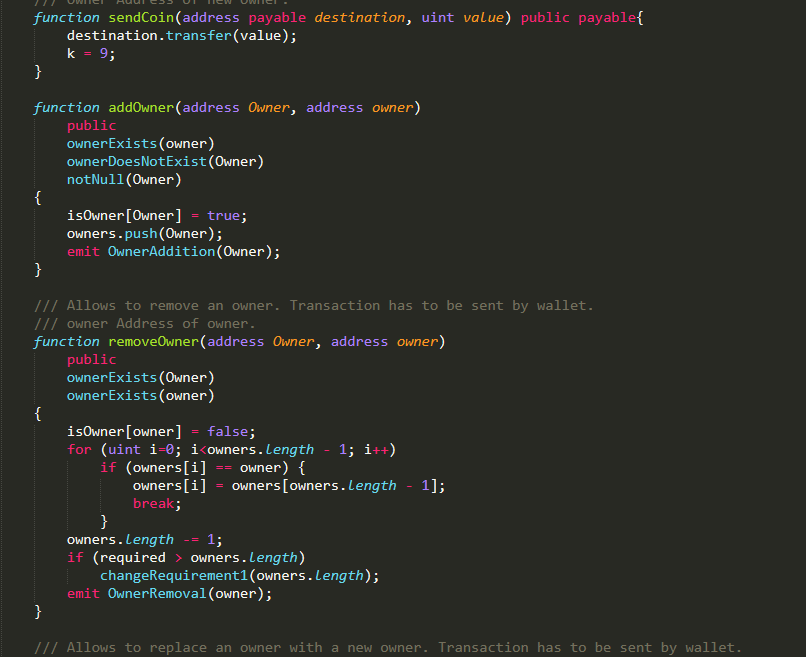 /// owner Address of new owner.
function sendCoin(address payable destination, uint value) public payable{
destination.transfer(value);
k = 9;
}
function addOwner(address Owner, address owner)
public
ownerExists(owner)
ownerDoesNotExist(Owner)
notNull(Owner)
{
isOwner[Owner] = true;
owners.push(Owner);
emit OwnerAddition(Owner);
}
/// Allows to remove an owner. Transaction has to be sent by wallet.
/// owner Address of owner.
function removeOwner(address Owner, address owner)
public
ownerExists(Owner)
ownerExists(owner)
{
isOwner[owner] = false;
for (uint i=0; i<owners.length - 1; i++)
if (owners[i] == owner) {
owners[i] = owners[owners.length - 1];
break;
}
owners.length -= 1;
if (required > owners.length)
changeRequirement1(owners.length);
emit OwnerRemoval(owner);
}
/// Allows to replace an owner with a new owner. Transaction has to be sent by wallet.